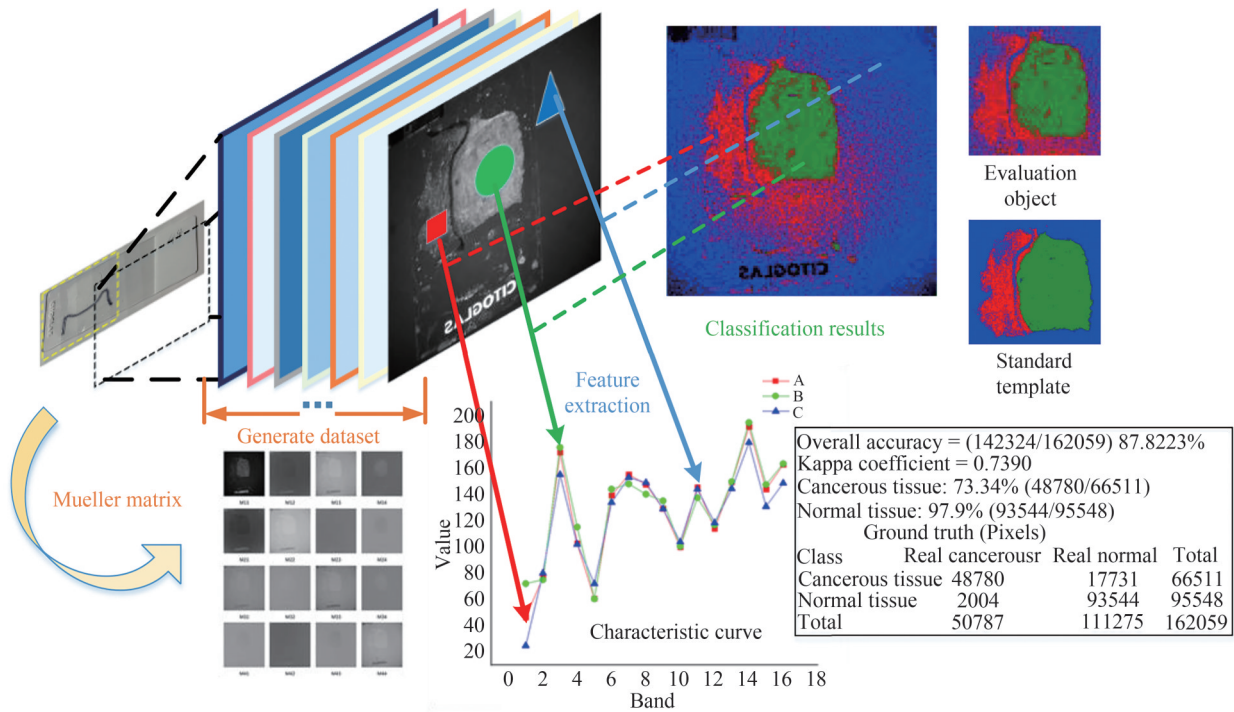 CITOGLAS
CITOGLAS
Evaluation
object
Standard
template
Classification results
Feature
extraction
Generate dataset
Mueller matrix
A
B
C
200
180
160
140
120
100
80
60
40
20
Value
0 2 4 6 8 10 12 14 16 18
Band
Characteristic curve
Overall accuracy = (142324/162059) 87.8223%
Kappa coefficient = 0.7390
Cancerous tissue: 73.34% (48780/66511)
Normal tissue: 97.9% (93544/95548)
Ground truth (Pixels)
Class Real cancerousr Real normal Total
Cancerous tissue 48780 17731 66511
Normal tissue 2004 93544 95548
Total 50787 111275 162059